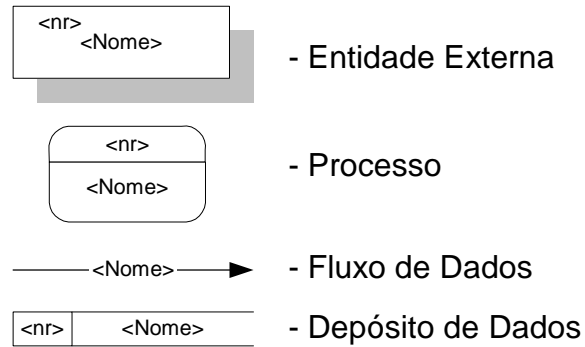 <nr>
<Nome>
- Entidade Externa
<nr>
<Nome>
- Processo
<Nome>
- Fluxo de Dados
<nr> <Nome>
- Depósito de Dados